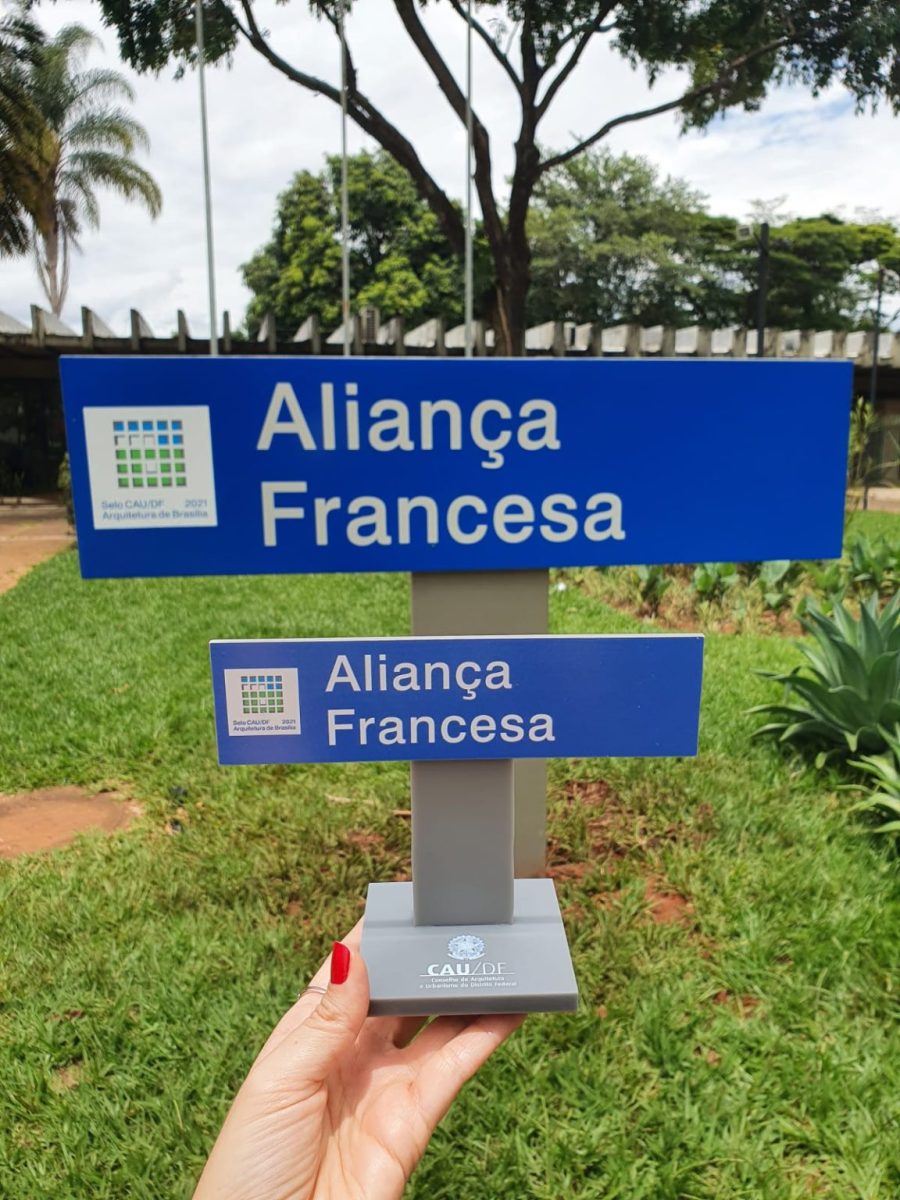 Aliança
Francesa
Selo CAU/DF 2021
Arquitetura de Brasília
Aliança
Francesa
Selo CAU/DF 2021
Arquitetura de Brasília
CAU/DF
Conselho de Arquitetura
e Urbanismo do Distrito Federal